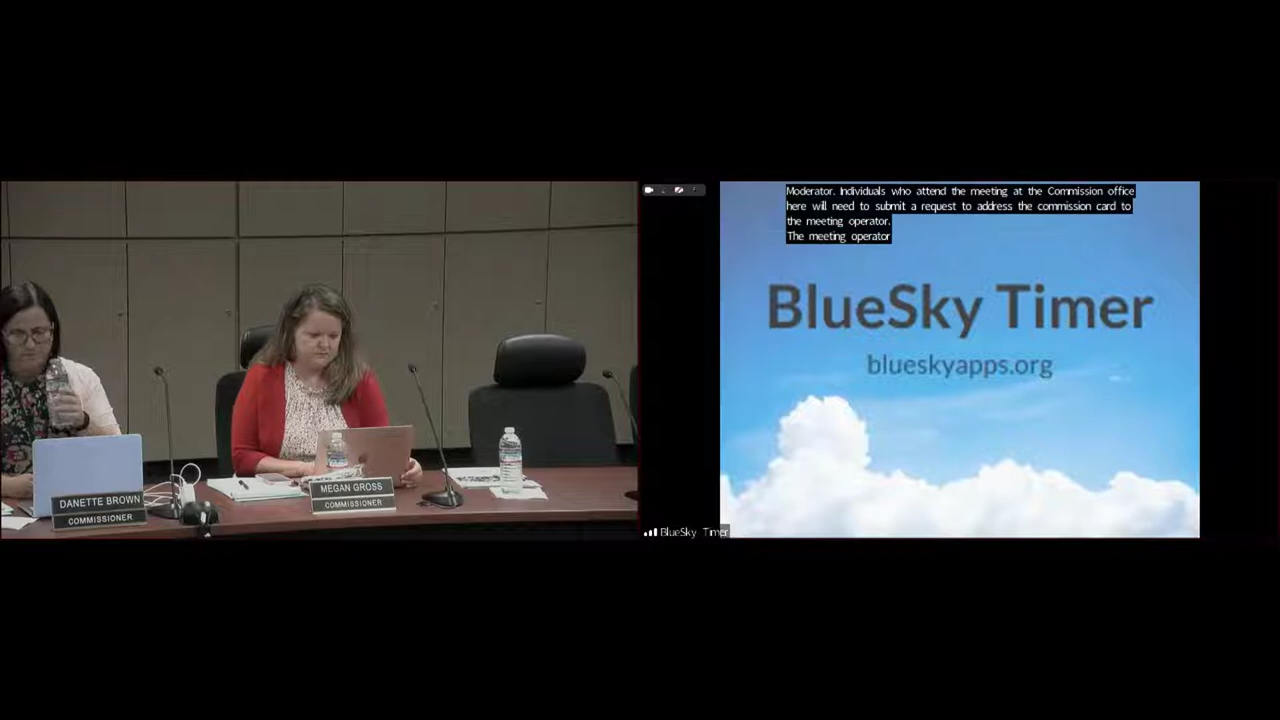 Moderator. Individuals who attend the meeting at the Commission office
here will need to submit a request to address the commission card to
the meeting operator.
The meeting operator
BlueSky Timer
blueskyapps.org
DANETTE BROWN
COMMISSIONER
MEGAN GROSS
COMMISSIONER
BlueSky Timer